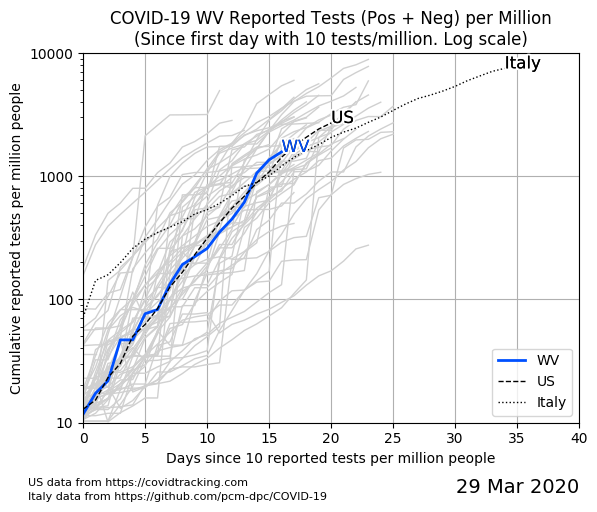 COVID-19 WV Reported Tests (Pos + Neg) per Million
(Since first day with 10 tests/million. Log scale)
Cumulative reported tests per million people
10000
1000
100
10
Italy
US
WV
WV
US
Italy
0 5 10 15 20 25 30 35 40
Days since 10 reported tests per million people
US data from https://covidtracking.com
Italy data from https://github.com/pcm-dpc/COVID-19
29 Mar 2020